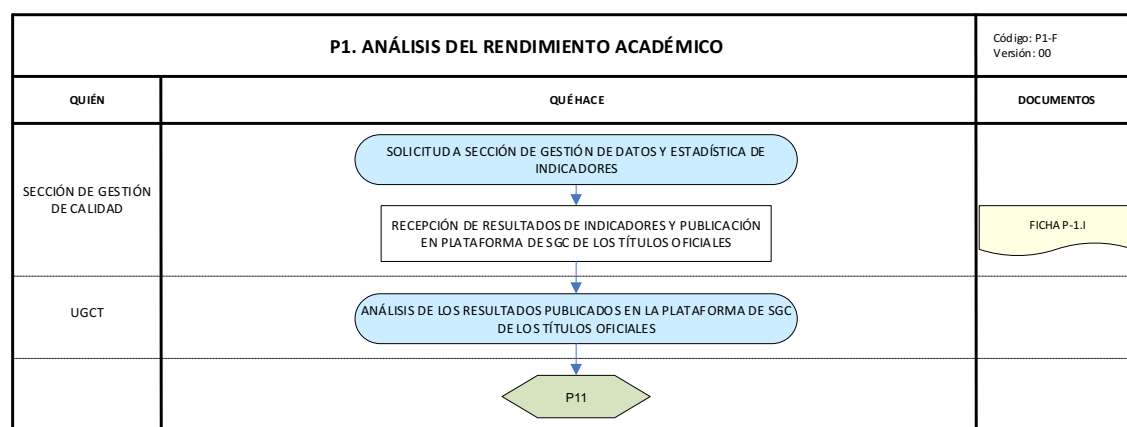 P1. ANÁLISIS DEL RENDIMIENTO ACADÉMICO
Código: P1-F
Versión: 00
QUIÉN
QUÉ HACE
DOCUMENTOS
SECCIÓN DE GESTIÓN
DE CALIDAD
SOLICITUD A SECCIÓN DE GESTIÓN DE DATOS Y ESTADÍSTICA DE
INDICADORES
RECEPCIÓN DE RESULTADOS DE INDICADORES Y PUBLICACIÓN
EN PLATAFORMA DE SGC DE LOS TÍTULOS OFICIALES
FICHA P-1.I
UGCT
ANÁLISIS DE LOS RESULTADOS PUBLICADOS EN LA PLATAFORMA DE SGC
DE LOS TÍTULOS OFICIALES
P11